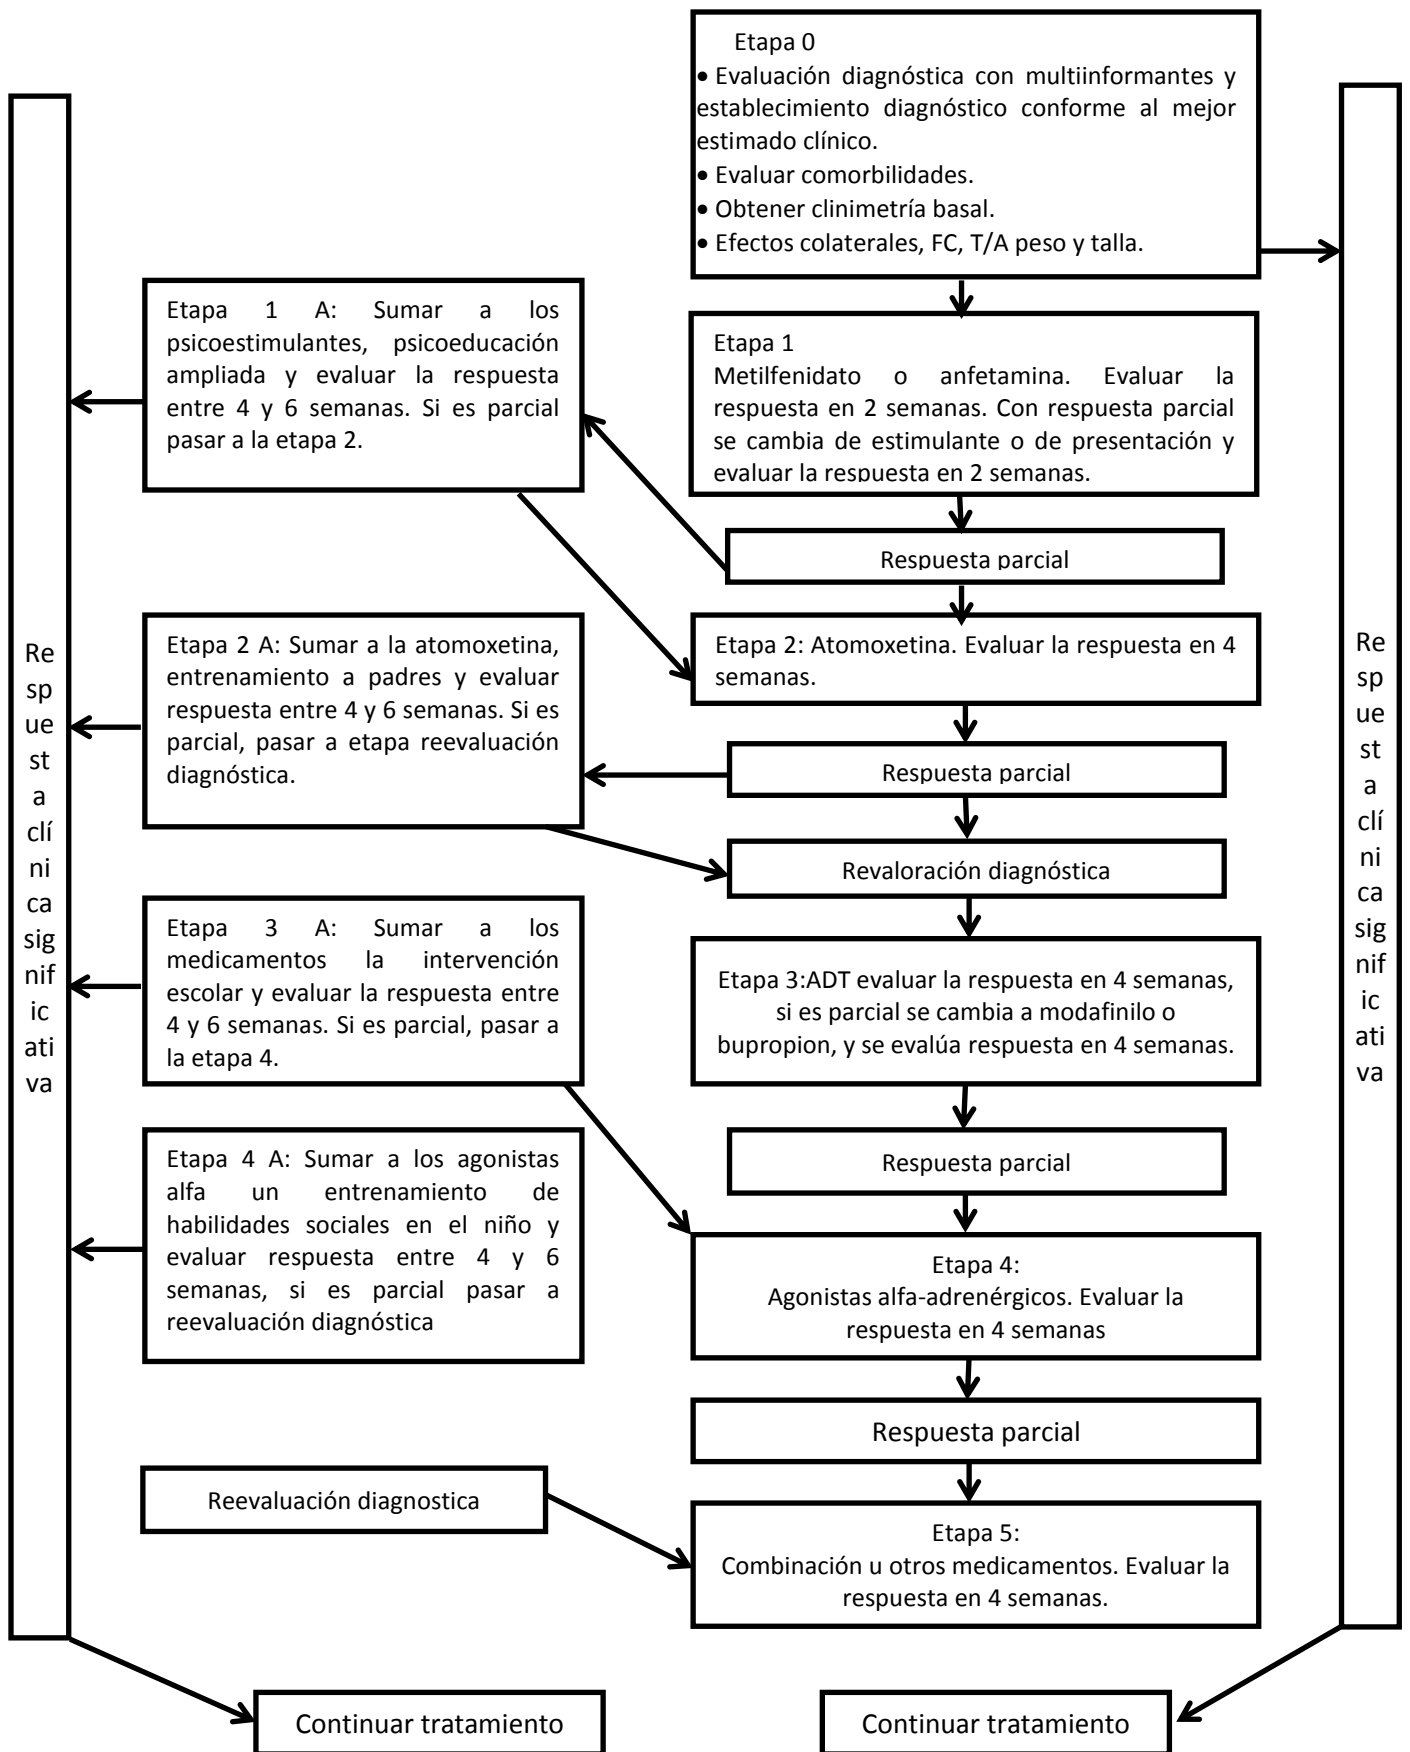 Etapa 0
• Evaluación diagnóstica con multiinformantes y
establecimiento diagnóstico conforme al mejor
estimado clínico.
• Evaluar comorbilidades.
• Obtener clinimetría basal.
• Efectos colaterales, FC, T/A peso y talla.
Etapa 1 A: Sumar a los
psicoestimulantes, psicoeducación
ampliada y evaluar la respuesta
entre 4 y 6 semanas. Si es parcial
pasar a la etapa 2.
Etapa 1
Metilfenidato o anfetamina. Evaluar la
respuesta en 2 semanas. Con respuesta parcial
se cambia de estimulante o de presentación y
evaluar la respuesta en 2 semanas.
Respuesta parcial
Re
sp
ue
st
a
clí
ni
ca
sig
nif
ic
ati
va
Etapa 2 A: Sumar a la atomoxetina,
entrenamiento a padres y evaluar
respuesta entre 4 y 6 semanas. Si es
parcial, pasar a etapa reevaluación
diagnóstica.
Etapa 2: Atomoxetina. Evaluar la respuesta en 4
semanas.
Respuesta parcial
Revaloración diagnóstica
Re
sp
ue
st
a
clí
ni
ca
sig
nif
ic
ati
va
Etapa 3 A: Sumar a los
medicamentos la intervención
escolar y evaluar la respuesta entre
4 y 6 semanas. Si es parcial, pasar a
la etapa 4.
Etapa 3:ADT evaluar la respuesta en 4 semanas,
si es parcial se cambia a modafinilo o
bupropion, y se evalúa respuesta en 4 semanas.
Respuesta parcial
Etapa 4 A: Sumar a los agonistas
alfa un entrenamiento de
habilidades sociales en el niño y
evaluar respuesta entre 4 y 6
semanas, si es parcial pasar a
reevaluación diagnóstica
Etapa 4:
Agonistas alfa-adrenérgicos. Evaluar la
respuesta en 4 semanas
Respuesta parcial
Reevaluación diagnostica
Etapa 5:
Combinación u otros medicamentos. Evaluar la
respuesta en 4 semanas.
Continuar tratamiento
Continuar tratamiento